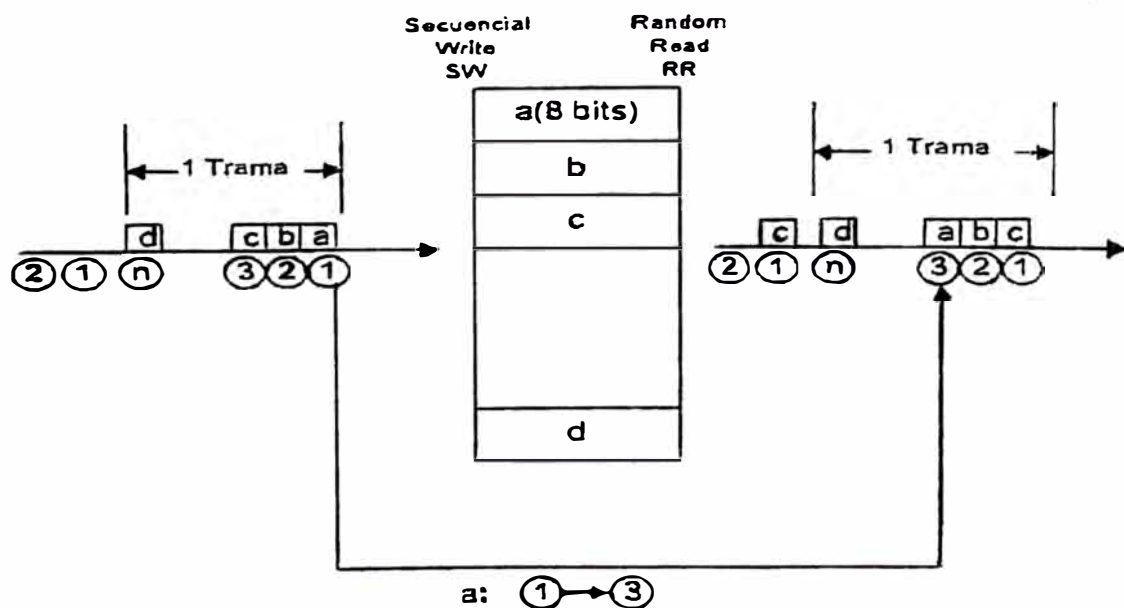 Secuencial
Write
SW
Random
Read
RR
a(8 bits)
b
c
d
1 Trama
d c b a
2 1 n 3 2 1
1 Trama
c d a b c
2 1 n 3 2 1
a: 1 3